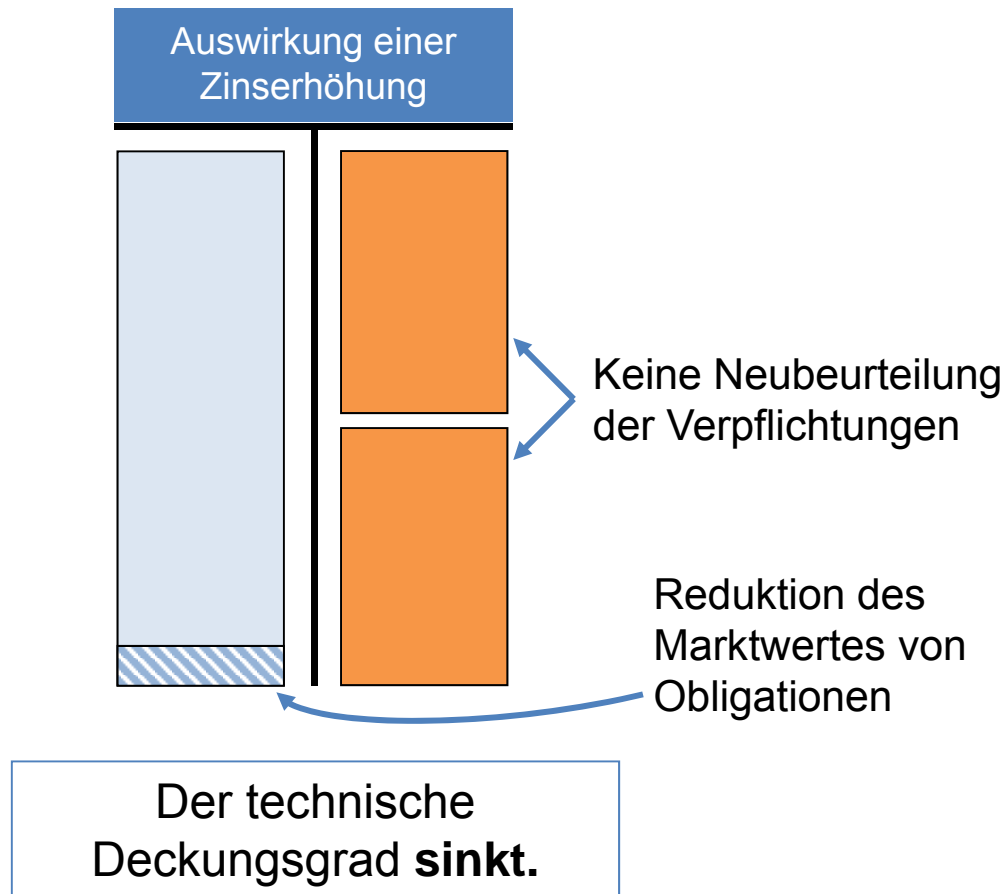 Auswirkung einer
Zinserhöhung
Keine Neubeurteilung
der Verpflichtungen
Reduktion des
Marktwertes von
Obligationen
Der technische
Deckungsgrad sinkt.